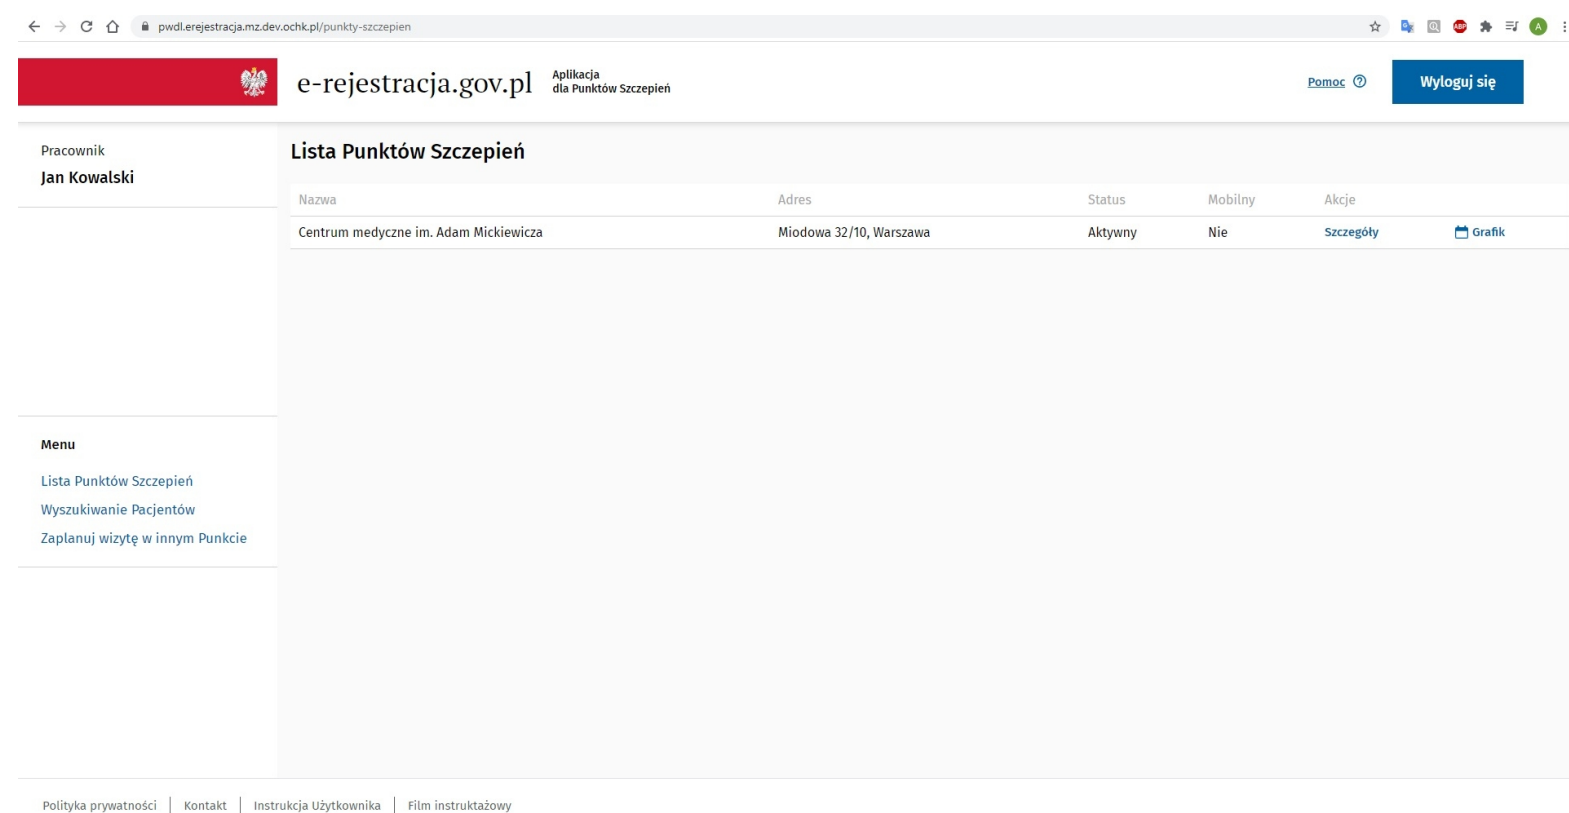 pwdl.erejestracja.mz.dev.ochk.pl/punkty-szczepien
ABP
A
e-rejestracja.gov.pl
Aplikacja
dla Punktów Szczepień
Pomoc
Wyloguj się
Pracownik
Jan Kowalski
Lista Punktów Szczepień
Nazwa Adres Status Mobilny Akcje
Centrum medyczne im. Adam Mickiewicza Miodowa 32/10, Warszawa Aktywny Nie Szczegóły Grafik
Menu
Lista Punktów Szczepień
Wyszukiwanie Pacjentów
Zaplanuj wizytę w innym Punkcie
Polityka prywatności | Kontakt | Instrukcja Użytkownika | Film instruktażowy